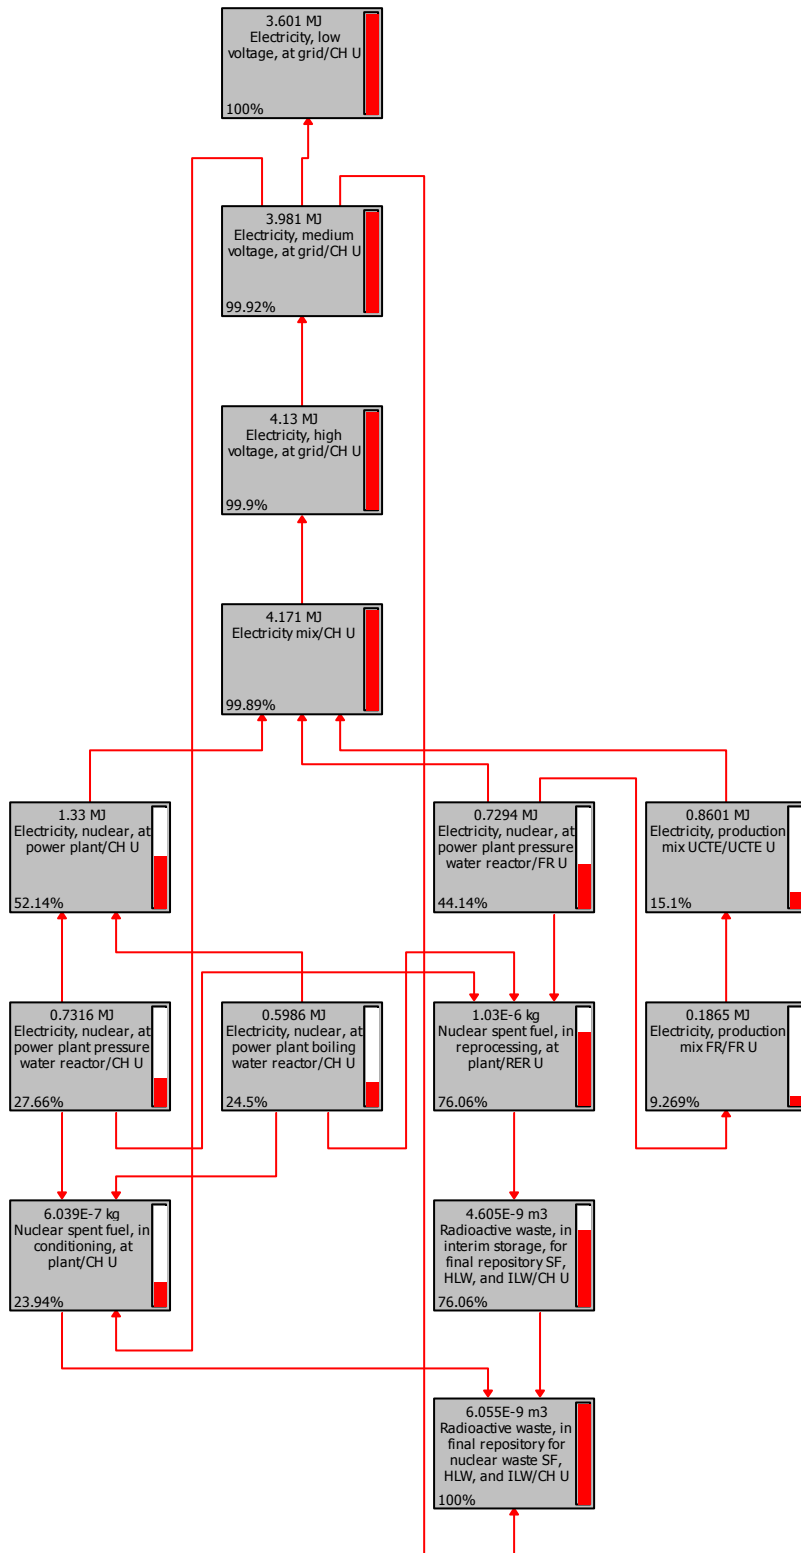 3.601 MJ
Electricity, low
voltage, at grid/CH U
100%
3.981 MJ
Electricity, medium
voltage, at grid/CH U
99.92%
4.13 MJ
Electricity, high
voltage, at grid/CH U
99.9%
4.171 MJ
Electricity mix/CH U
99.89%
1.33 MJ
Electricity, nuclear, at
power plant/CH U
52.14%
0.7294 MJ
Electricity, nuclear, at
power plant pressure
water reactor/FR U
44.14%
0.8601 MJ
Electricity, production
mix UCTE/UCTE U
15.1%
0.7316 MJ
Electricity, nuclear, at
power plant pressure
water reactor/CH U
27.66%
0.5986 MJ
Electricity, nuclear, at
power plant boiling
water reactor/CH U
24.5%
1.03E-6 kg
Nuclear spent fuel, in
reprocessing, at
plant/RER U
76.06%
0.1865 MJ
Electricity, production
mix FR/FR U
9.269%
6.039E-7 kg
Nuclear spent fuel, in
conditioning, at
plant/CH U
23.94%
4.605E-9 m3
Radioactive waste, in
interim storage, for
final repository SF,
HLW, and ILW/CH U
76.06%
6.055E-9 m3
Radioactive waste, in
final repository for
nuclear waste SF,
HLW, and ILW/CH U
100%